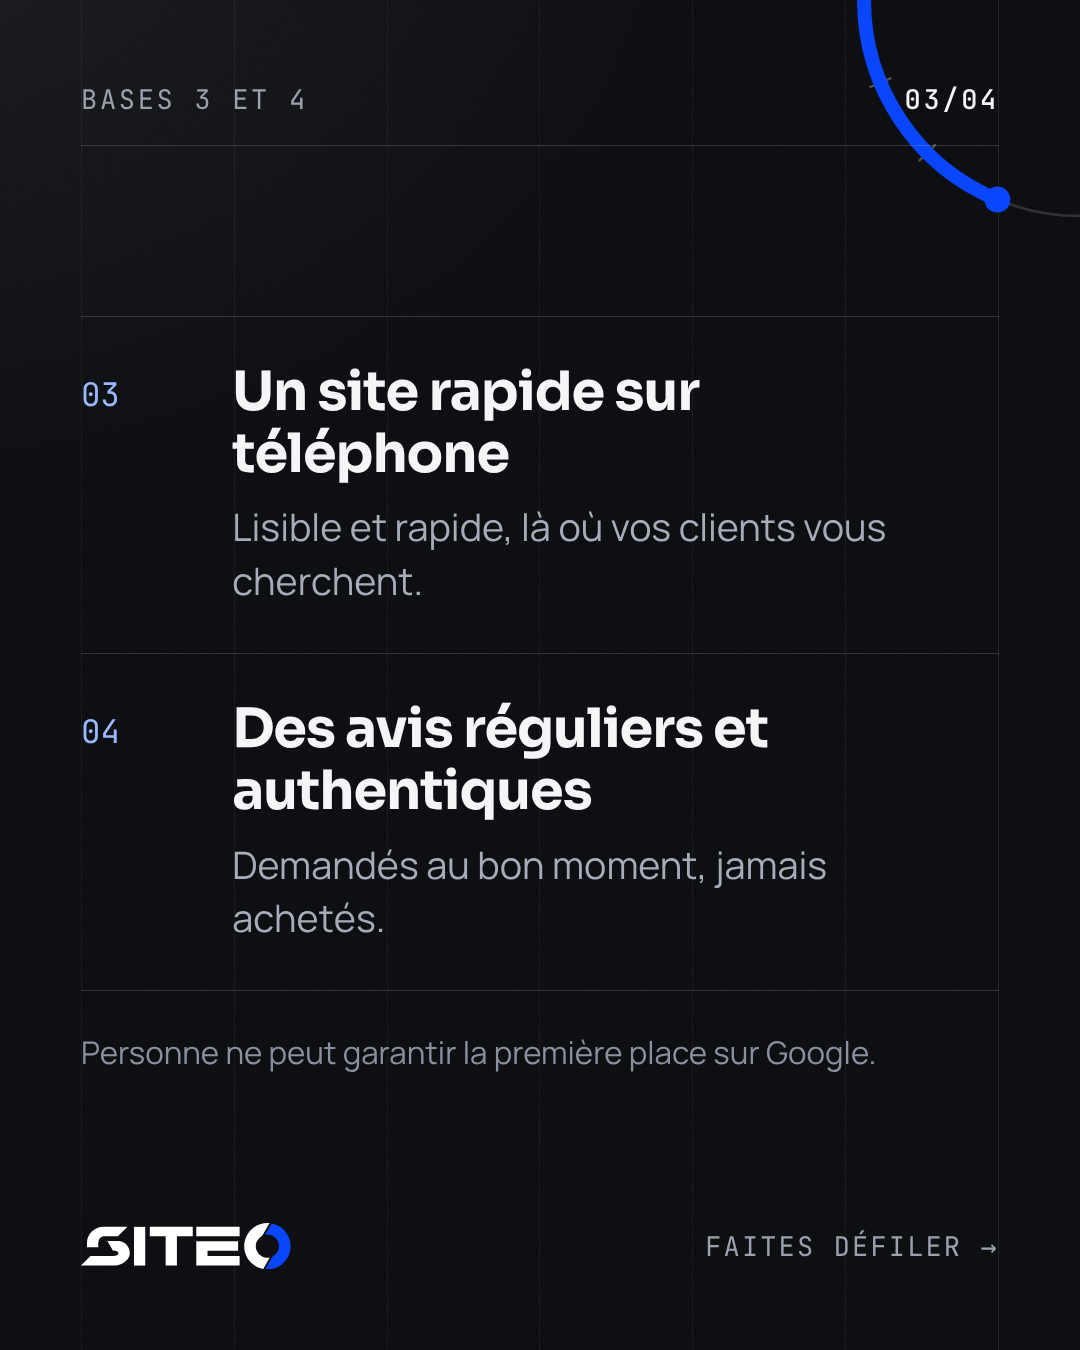 BASES 3 ET 4
03/04
03
Un site rapide sur
téléphone
Lisible et rapide, là où vos clients vous
cherchent.
04
Des avis réguliers et
authentiques
Demandés au bon moment, jamais
achetés.
Personne ne peut garantir la première place sur Google.
SITEO
FAITES DÉFILER →